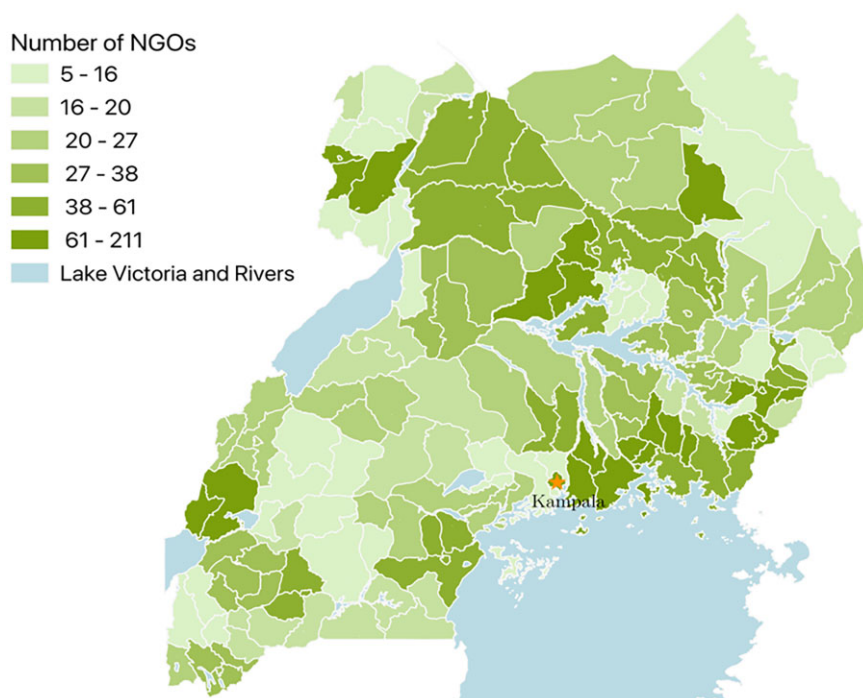 Number of NGOs
5 - 16
16 - 20
20 - 27
27 - 38
38 - 61
61 - 211
Lake Victoria and Rivers
Kampala